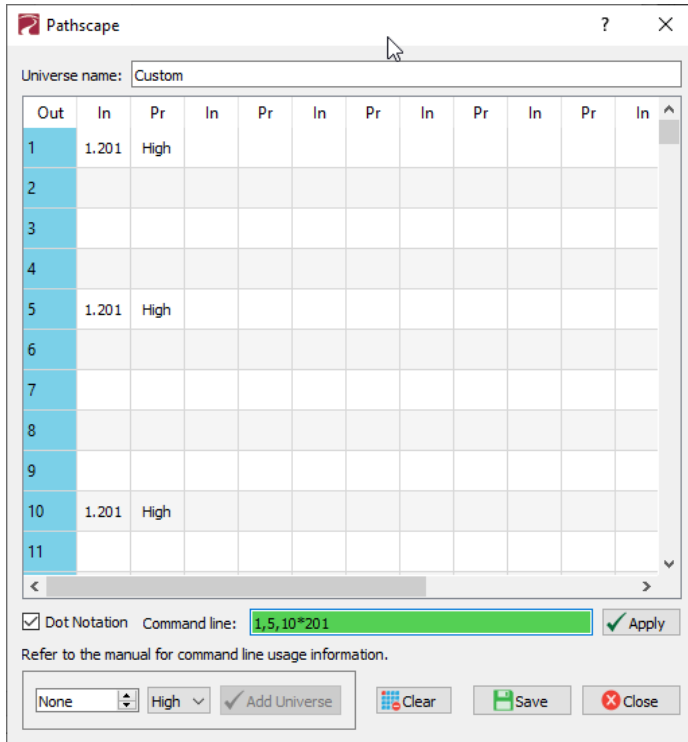 Pathscape ?
Universe name: Custom
Out In Pr In Pr In Pr In Pr In Pr In
1 1.201 High
2
3
4
5 1.201 High
6
7
8
9
10 1.201 High
11
Dot Notation Command line: 1,5,10*201 Apply
Refer to the manual for command line usage information.
None High Add Universe Clear Save Close